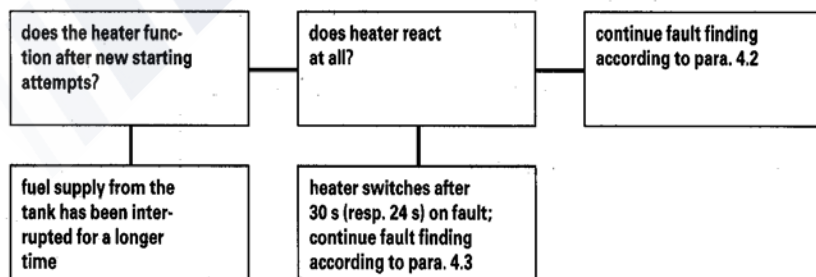 does the heater func-
tion after new starting
attempts?
does heater react
at all?
continue fault finding
according to para. 4.2
fuel supply from the
tank has been inter-
rupted for a longer
time
heater switches after
30 s (resp. 24 s) on fault;
continue fault finding
according to para. 4.3